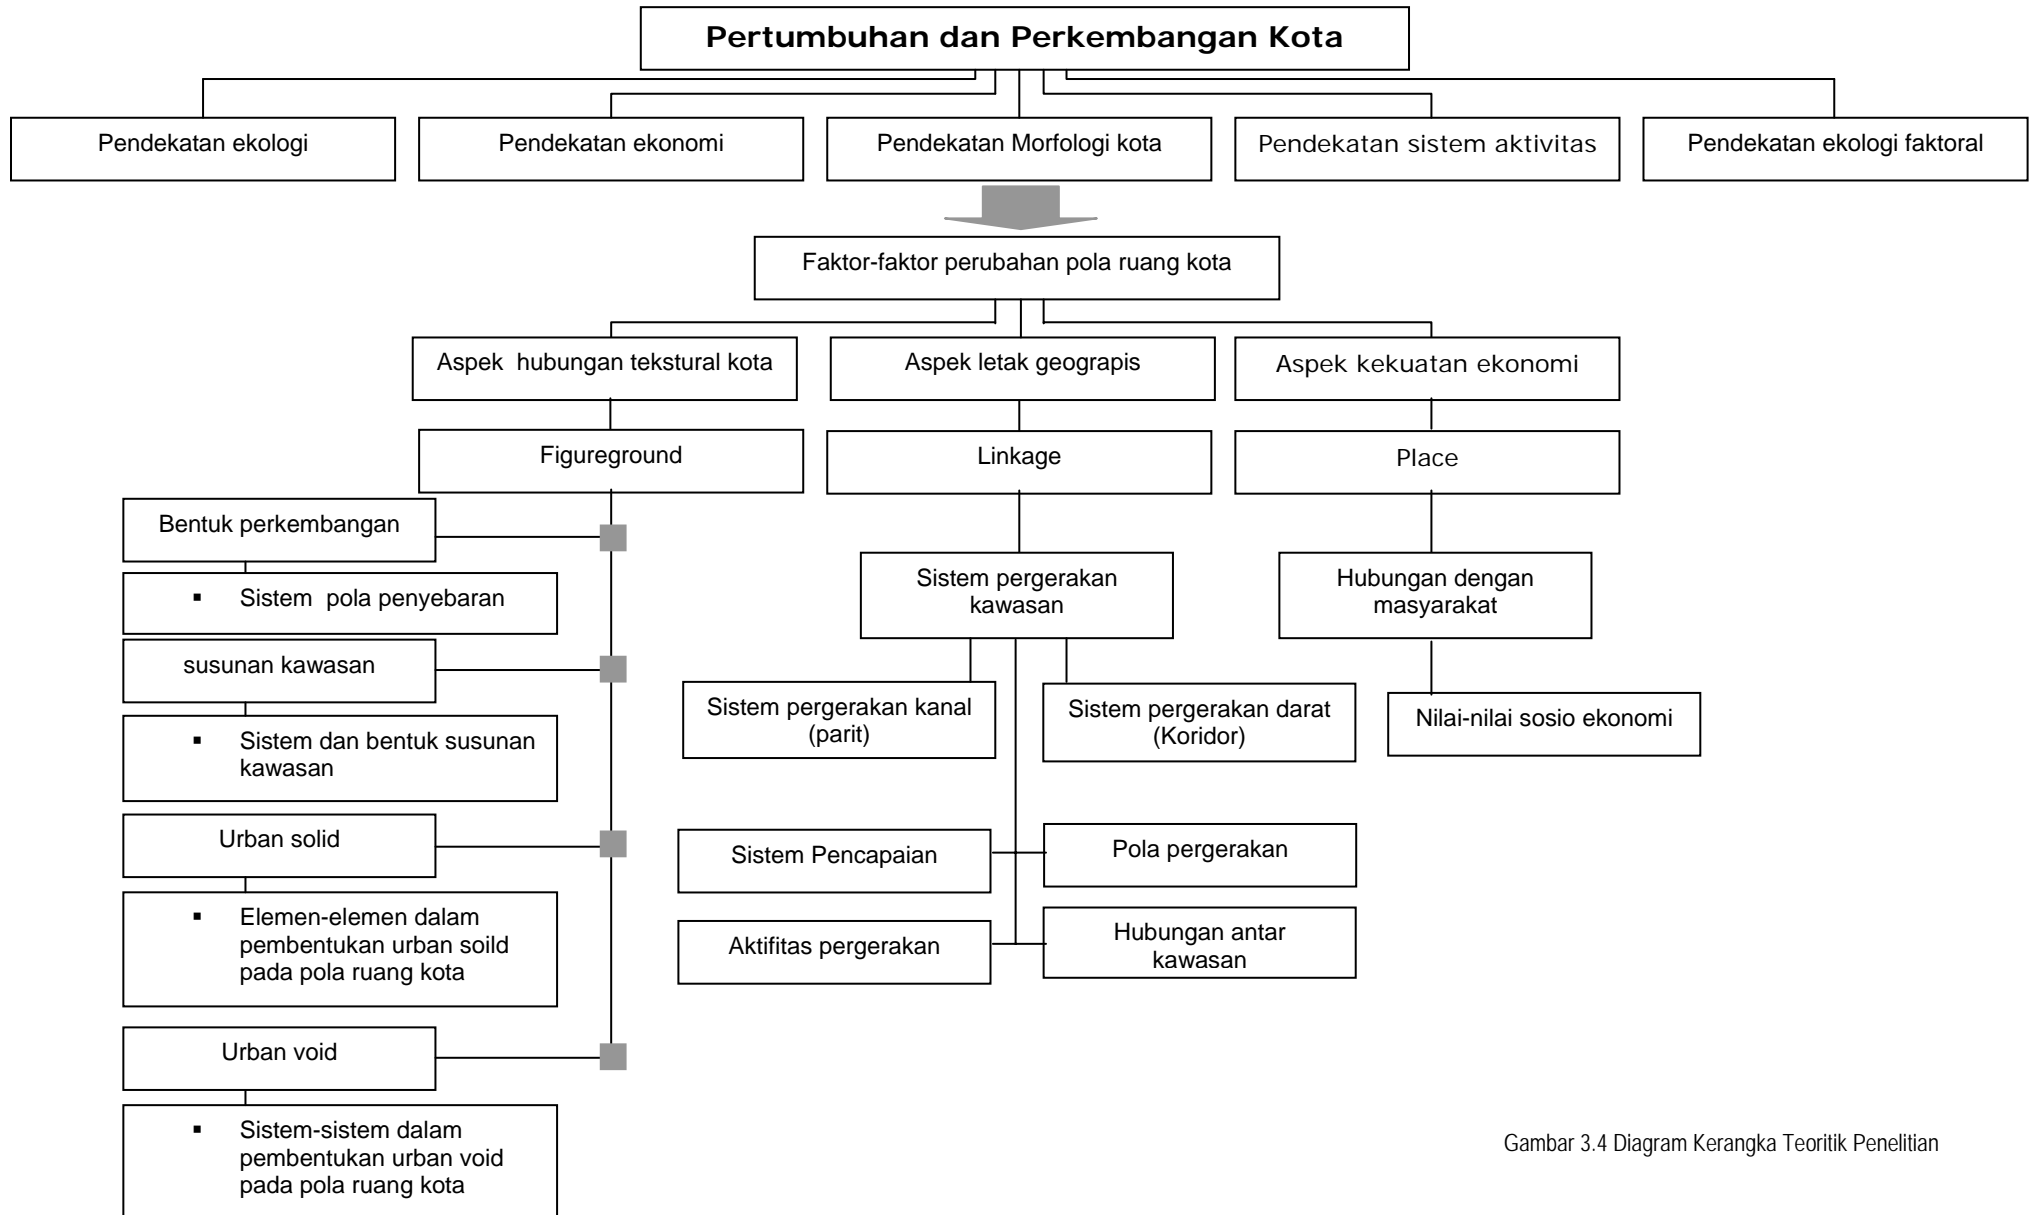 Pertumbuhan dan Perkembangan Kota
Pendekatan ekologi
Pendekatan ekonomi
Pendekatan Morfologi kota
Pendekatan sistem aktivitas
Pendekatan ekologi faktoral
Faktor-faktor perubahan pola ruang kota
Aspek hubungan tekstural kota
Aspek letak geograpis
Aspek kekuatan ekonomi
Figureground
Linkage
Place
Bentuk perkembangan
▪ Sistem pola penyebaran
susunan kawasan
▪ Sistem dan bentuk susunan
kawasan
Urban solid
▪ Elemen-elemen dalam
pembentukan urban soild
pada pola ruang kota
Urban void
▪ Sistem-sistem dalam
pembentukan urban void
pada pola ruang kota
Sistem pergerakan
kawasan
Sistem pergerakan kanal
(parit)
Sistem pergerakan darat
(Koridor)
Sistem Pencapaian
Pola pergerakan
Aktifitas pergerakan
Hubungan antar
kawasan
Hubungan dengan
masyarakat
Nilai-nilai sosio ekonomi
Gambar 3.4 Diagram Kerangka Teoritik Penelitian